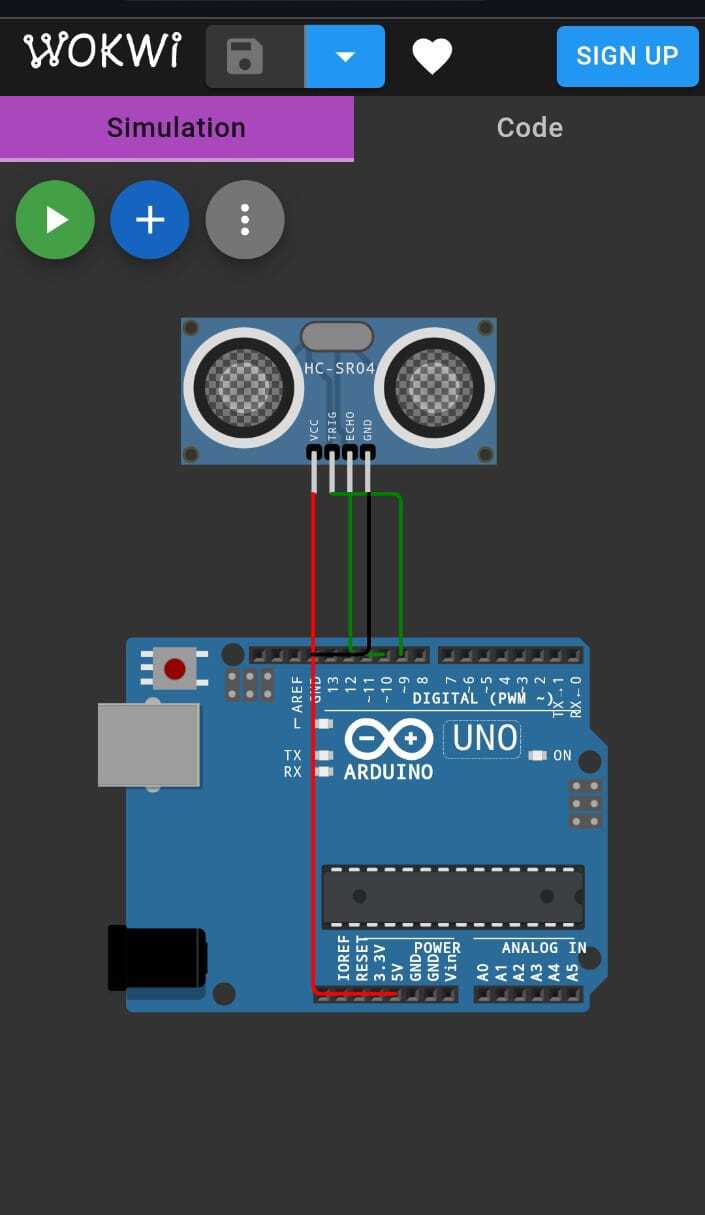 WOKWi
SIGN UP
Simulation
Code
HC-SR04
VCC
TRIG
ECHO
GND
AREF
GND
13
12
~11
~10
~9
8
7
~6
~5
4
~3
2
TX→1
RX←0
DIGITAL (PWM ~)
TX
RX
ARDUINO
UNO
ON
IOREF
RESET
3.3V
5V
GND
GND
Vin
POWER
ANALOG IN
A0
A1
A2
A3
A4
A5